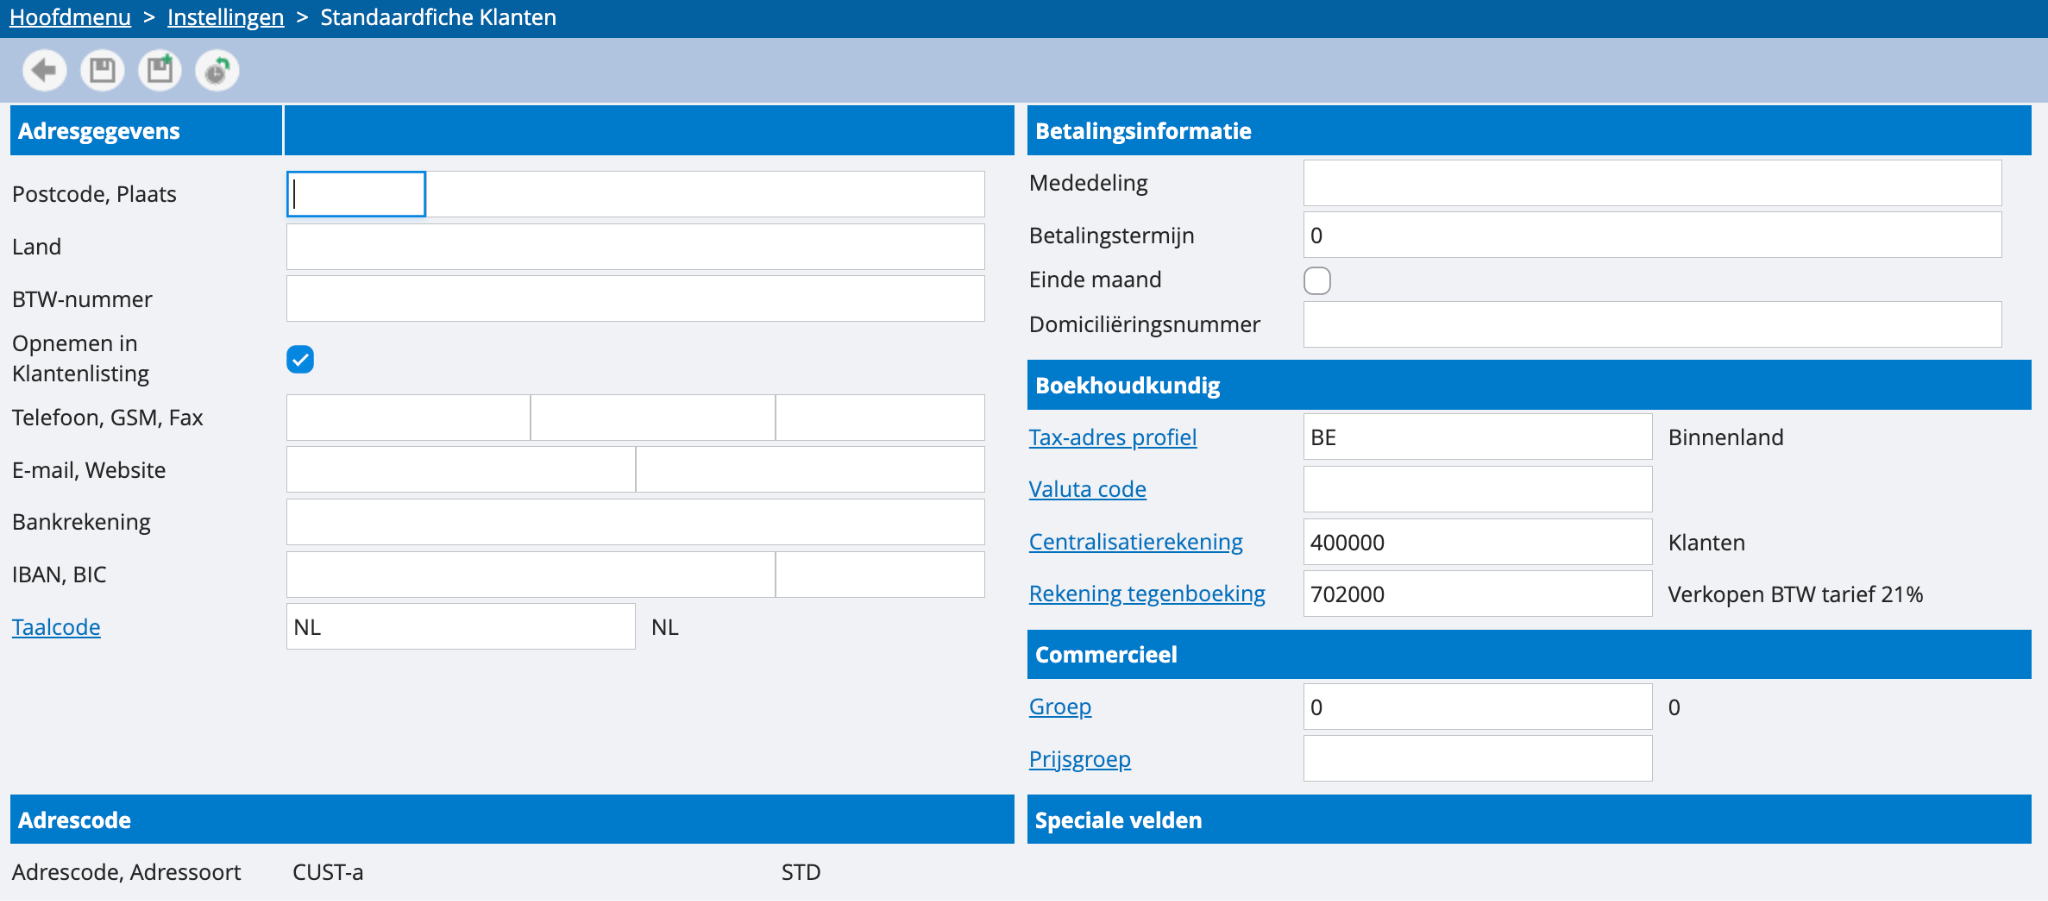 Hoofdmenu > Instellingen > Standaardfiche Klanten
Adresgegevens
Postcode, Plaats
Land
BTW-nummer
Opnemen in
Klantenlisting
Telefoon, GSM, Fax
E-mail, Website
Bankrekening
IBAN, BIC
Taalcode NL NL
Betalingsinformatie
Mededeling
Betalingstermijn 0
Einde maand
Domiciliëringsnummer
Boekhoudkundig
Tax-adres profiel BE Binnenland
Valuta code
Centralisatierekening 400000 Klanten
Rekening tegenboeking 702000 Verkopen BTW tarief 21%
Commercieel
Groep 0 0
Prijsgroep
Adrescode
Adrescode, Adressoort CUST-a STD
Speciale velden